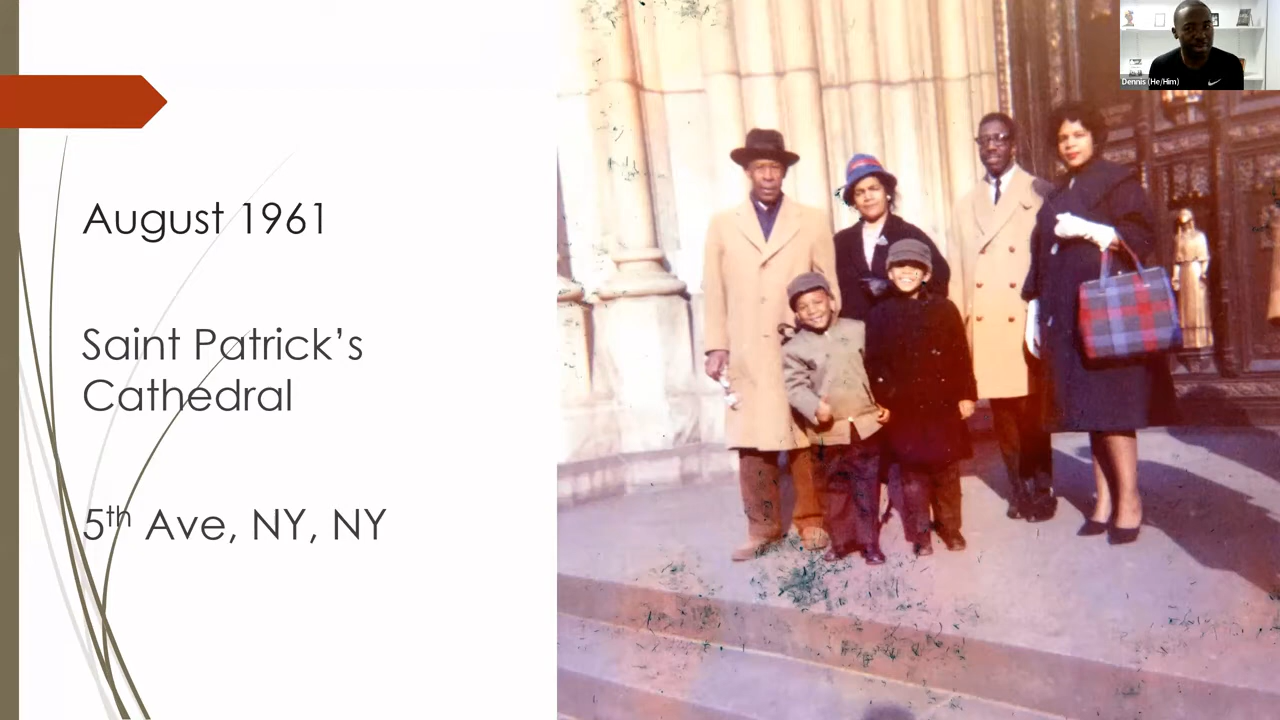 August 1961
Saint Patrick’s
Cathedral
5th Ave, NY, NY
Dennis (He/Him)